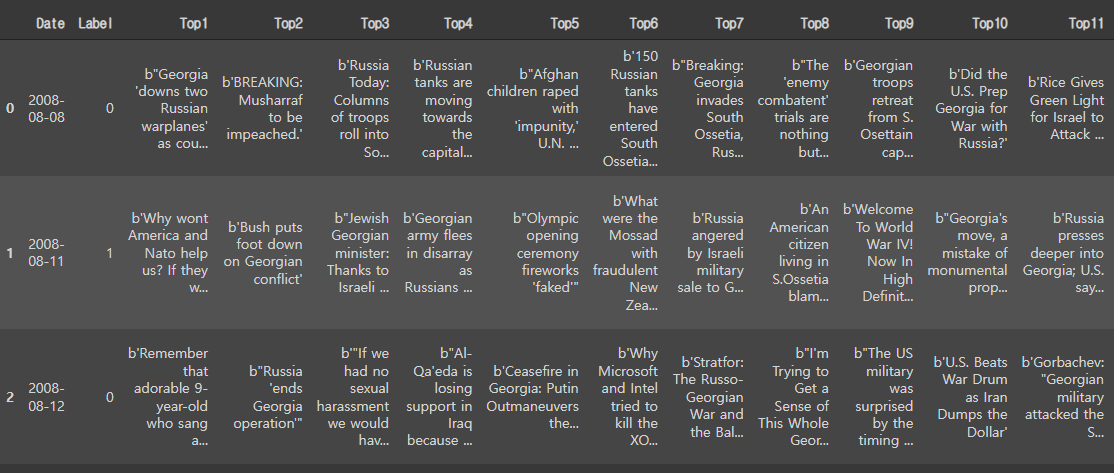 Date Label Top1 Top2 Top3 Top4 Top5 Top6 Top7 Top8 Top9 Top10 Top11
0
2008-
08-08
0
b"Georgia
'downs two
Russian
warplanes'
as cou...
b'BREAKING:
Musharraf
to be
impeached.'
b'Russia
Today:
Columns
of troops
roll into
So...
b'Russian
tanks are
moving
towards
the
capital...
b"Afghan
children raped
with
'impunity,'
U.N. ...
b'150
Russian
tanks
have
entered
South
Ossetia...
b"Breaking:
Georgia
invades
South
Ossetia,
Rus...
b"The
'enemy
combatent'
trials are
nothing
but...
b'Georgian
troops
retreat
from S.
Osettain
cap...
b'Did the
U.S. Prep
Georgia for
War with
Russia?'
b'Rice Gives
Green Light
for Israel to
Attack ...
1
2008-
08-11
1
b'Why wont
America and
Nato help
us? If they
w...
b'Bush puts
foot down
on Georgian
conflict'
b"Jewish
Georgian
minister:
Thanks to
Israeli ...
b'Georgian
army flees
in disarray
as
Russians ...
b"Olympic
opening
ceremony
fireworks
'faked'"
b'What
were the
Mossad
with
fraudulent
New
Zea...
b'Russia
angered
by Israeli
military
sale to G...
b'An
American
citizen
living in
S.Ossetia
blam...
b'Welcome
To World
War IV!
Now In
High
Definit...
b"Georgia's
move, a
mistake of
monumental
prop...
b'Russia
presses
deeper into
Georgia; U.S.
say...
2
2008-
08-12
0
b'Remember
that
adorable 9-
year-old
who sang
a...
b"Russia
'ends
Georgia
operation'"
b'"If we
had no
sexual
harassment
we would
hav...
b"Al-
Qa'eda is
losing
support in
Iraq
because ...
b'Ceasefire in
Georgia: Putin
Outmaneuvers
the...
b'Why
Microsoft
and Intel
tried to
kill the
XO...
b'Stratfor:
The Russo-
Georgian
War and
the Bal...
b"I'm
Trying to
Get a
Sense of
This Whole
Geor...
b"The US
military
was
surprised
by the
timing ...
b'U.S. Beats
War Drum
as Iran
Dumps the
Dollar'
b'Gorbachev:
"Georgian
military
attacked the
S...